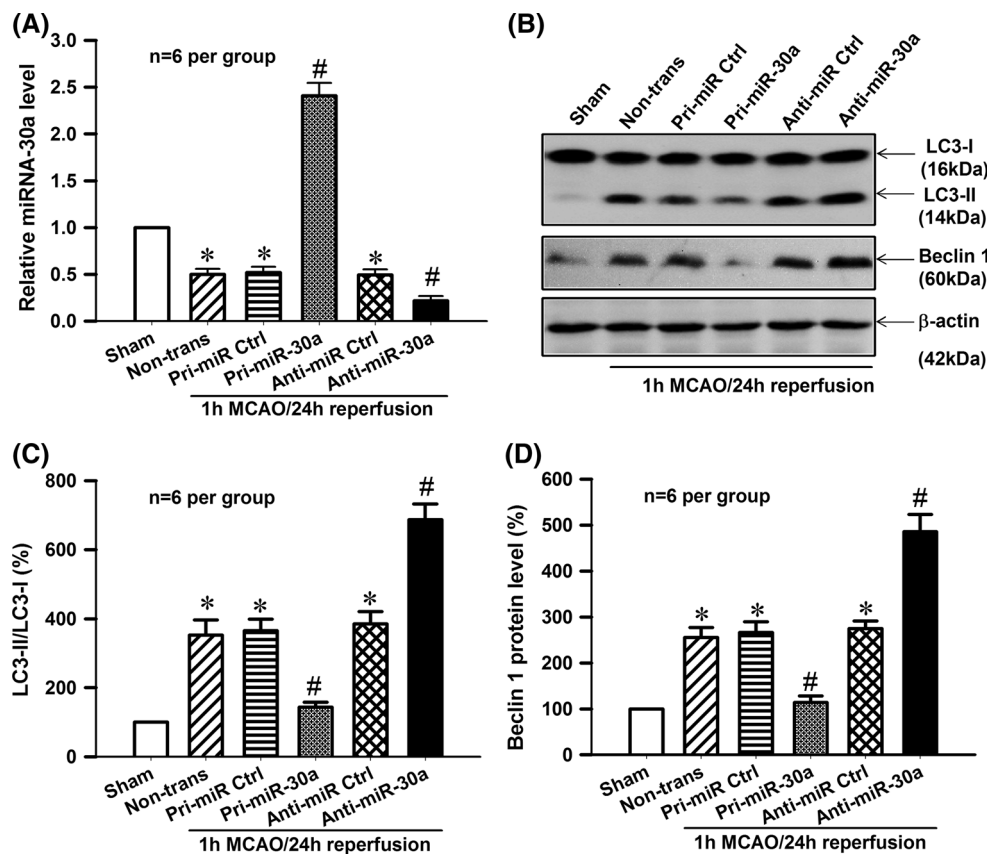 (A)
3.0
2.5
2.0
1.5
1.0
0.5
0.0
Relative miRNA-30a level
n=6 per group
*
*
#
*
#
Sham
Non-trans
Pri-miR Ctrl
Pri-miR-30a
Anti-miR Ctrl
Anti-miR-30a
1h MCAO/24h reperfusion
(B)
Sham
Non-trans
Pri-miR Ctrl
Pri-miR-30a
Anti-miR Ctrl
Anti-miR-30a
LC3-I
(16kDa)
LC3-II
(14kDa)
Beclin 1
(60kDa)
β-actin
(42kDa)
1h MCAO/24h reperfusion
(C)
800
600
400
200
0
LC3-II/LC3-I (%)
n=6 per group
*
*
#
*
#
Sham
Non-trans
Pri-miR Ctrl
Pri-miR-30a
Anti-miR Ctrl
Anti-miR-30a
1h MCAO/24h reperfusion
(D)
600
500
400
300
200
100
0
Beclin 1 protein level (%)
n=6 per group
*
*
#
*
#
Sham
Non-trans
Pri-miR Ctrl
Pri-miR-30a
Anti-miR Ctrl
Anti-miR-30a
1h MCAO/24h reperfusion